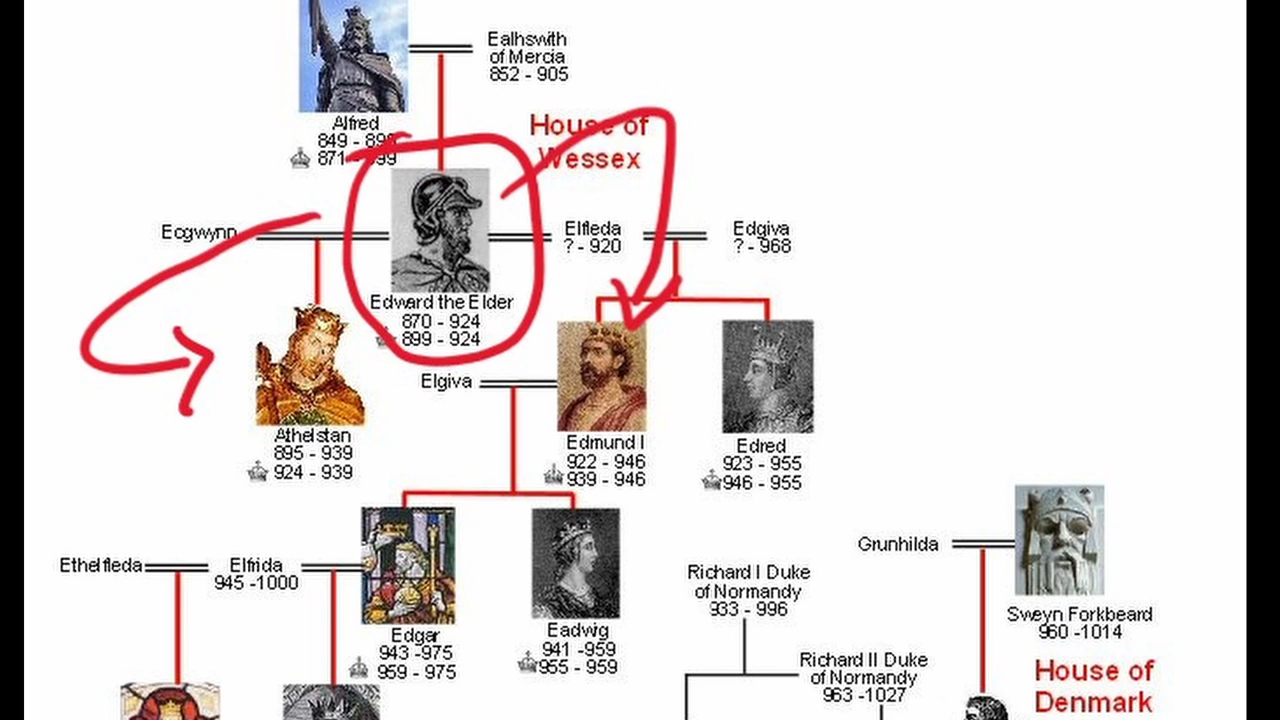 Ealhswith
of Mercia
852 - 905
Alfred
849 - 899
871 - 899
House of
Wessex
Ecgwynn
Elfleda
? - 920
Edgiva
? - 968
Edward the Elder
870 - 924
899 - 924
Elgiva
Athelstan
895 - 939
924 - 939
Edmund I
922 - 946
939 - 946
Edred
923 - 955
946 - 955
Grunhilda
Ethelfleda
Elfrida
945 -1000
Richard I Duke
of Normandy
933 - 996
Sweyn Forkbeard
960 -1014
Edgar
943 -975
959 - 975
Eadwig
941 -959
955 - 959
Richard II Duke
of Normandy
963 -1027
House of
Denmark